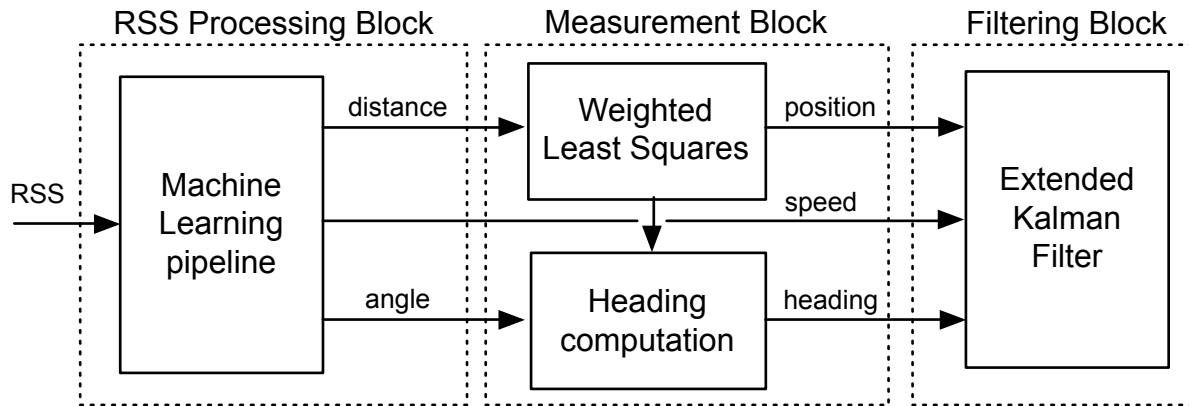 RSS Processing Block
Measurement Block
Filtering Block
RSS
Machine
Learning
pipeline
distance
angle
Weighted
Least Squares
Heading
computation
position
speed
heading
Extended
Kalman
Filter